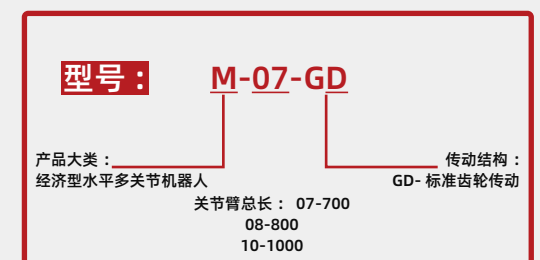 型号： M-07-GD
产品大类：
经济型水平多关节机器人
传动结构：
GD- 标准齿轮传动
关节臂总长： 07-700
08-800
10-1000